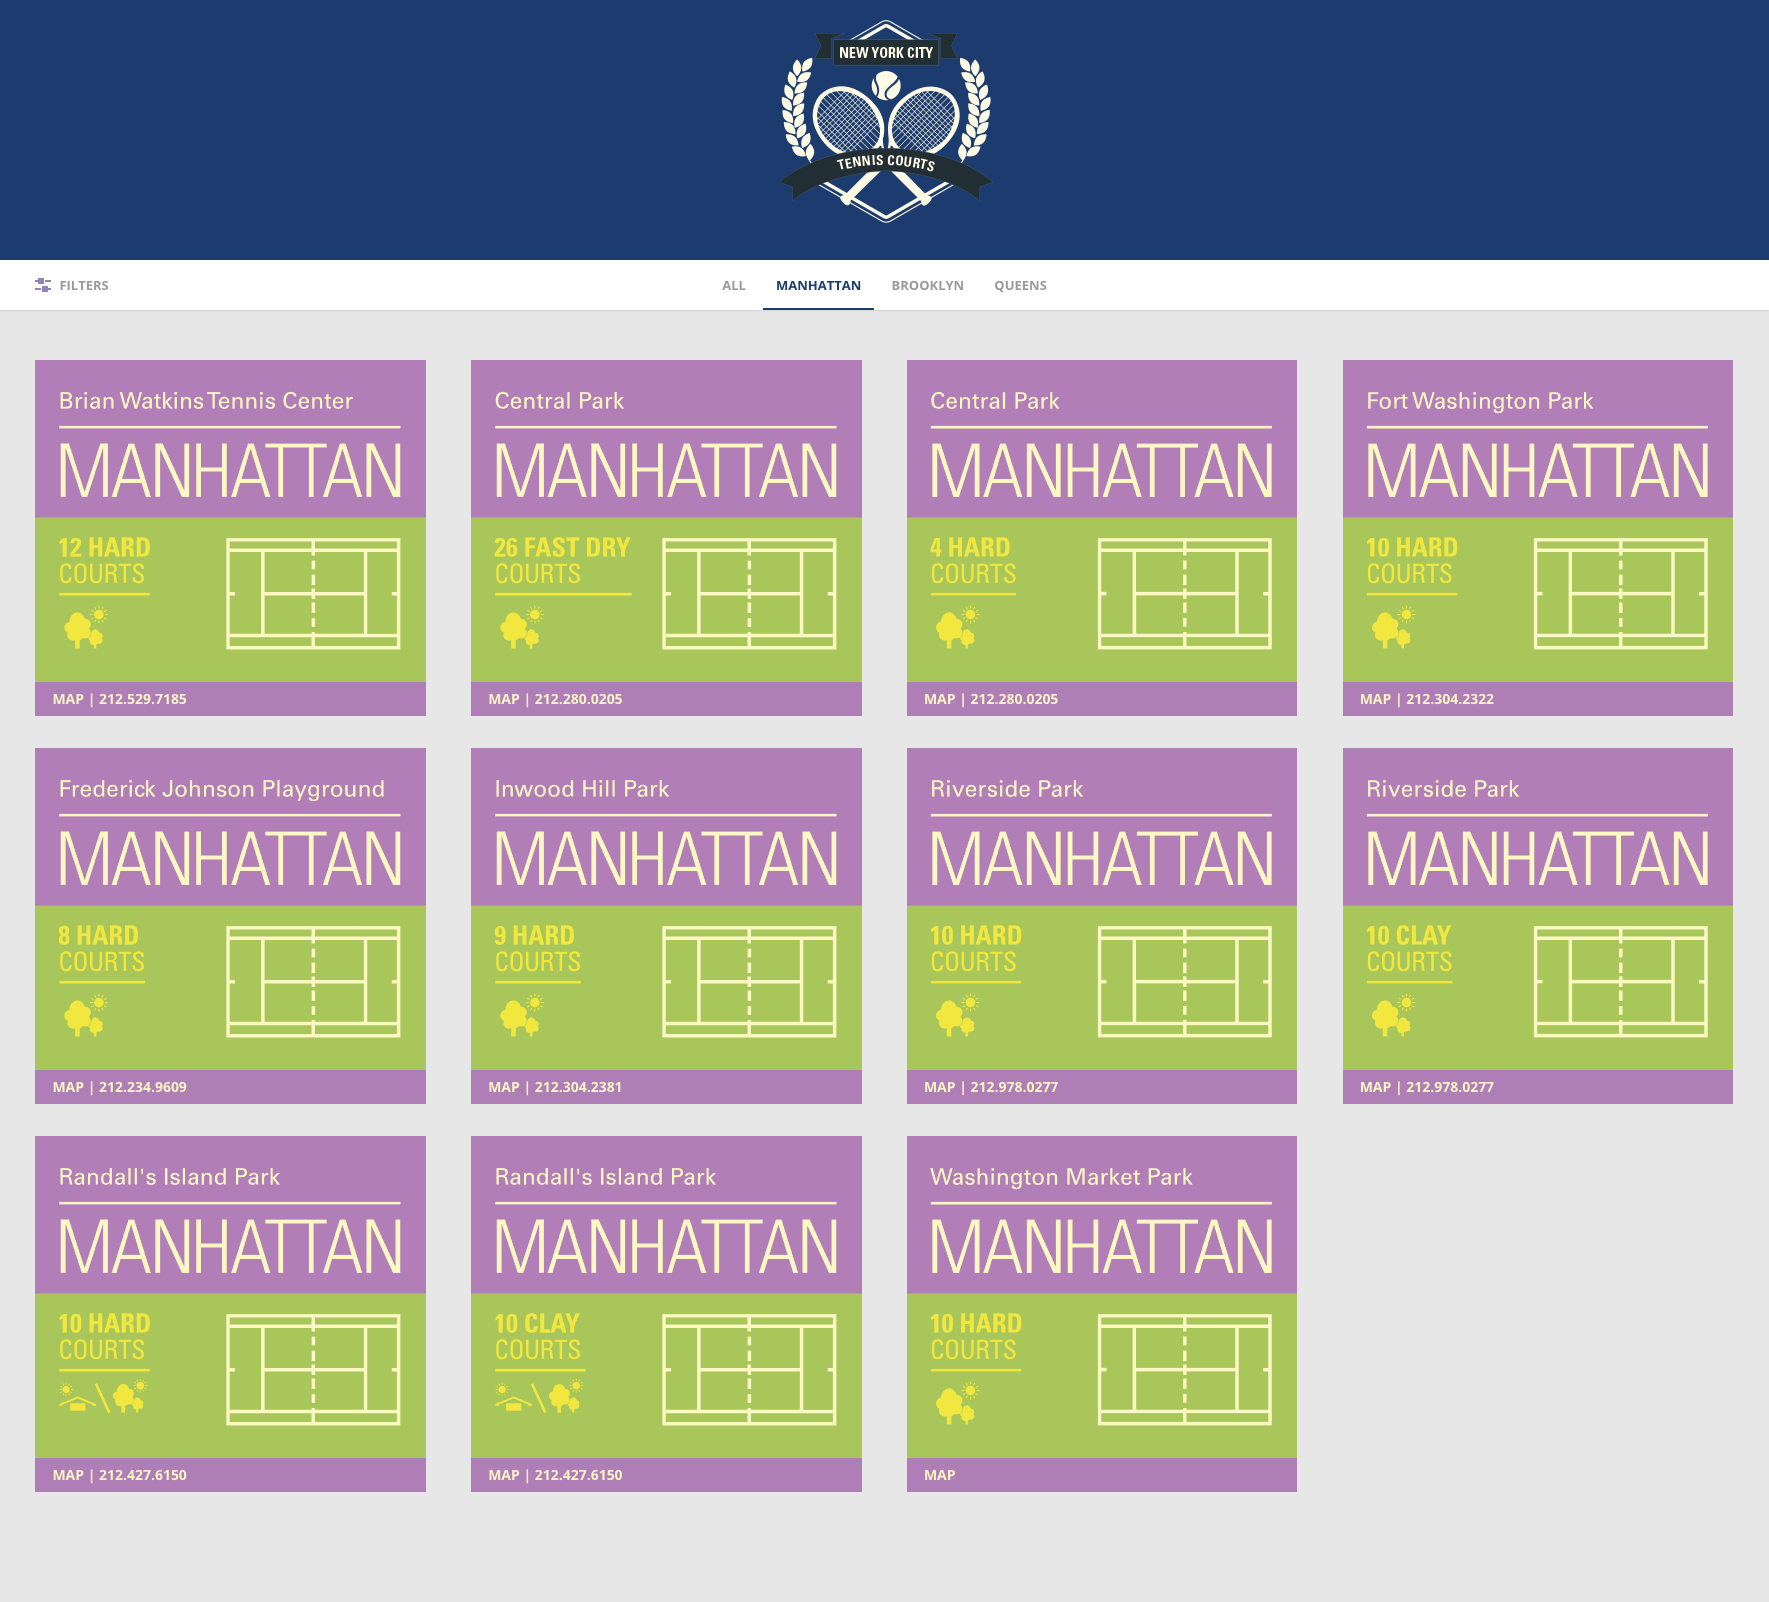 NEW YORK CITY
TENNIS COURTS
FILTERS
ALL
MANHATTAN
BROOKLYN
QUEENS
Brian Watkins Tennis Center
MANHATTAN
12 HARD
COURTS
MAP | 212.529.7185
Central Park
MANHATTAN
26 FAST DRY
COURTS
MAP | 212.280.0205
Central Park
MANHATTAN
4 HARD
COURTS
MAP | 212.280.0205
Fort Washington Park
MANHATTAN
10 HARD
COURTS
MAP | 212.304.2322
Frederick Johnson Playground
MANHATTAN
8 HARD
COURTS
MAP | 212.234.9609
Inwood Hill Park
MANHATTAN
9 HARD
COURTS
MAP | 212.304.2381
Riverside Park
MANHATTAN
10 HARD
COURTS
MAP | 212.978.0277
Riverside Park
MANHATTAN
10 CLAY
COURTS
MAP | 212.978.0277
Randall's Island Park
MANHATTAN
10 HARD
COURTS
MAP | 212.427.6150
Randall's Island Park
MANHATTAN
10 CLAY
COURTS
MAP | 212.427.6150
Washington Market Park
MANHATTAN
10 HARD
COURTS
MAP